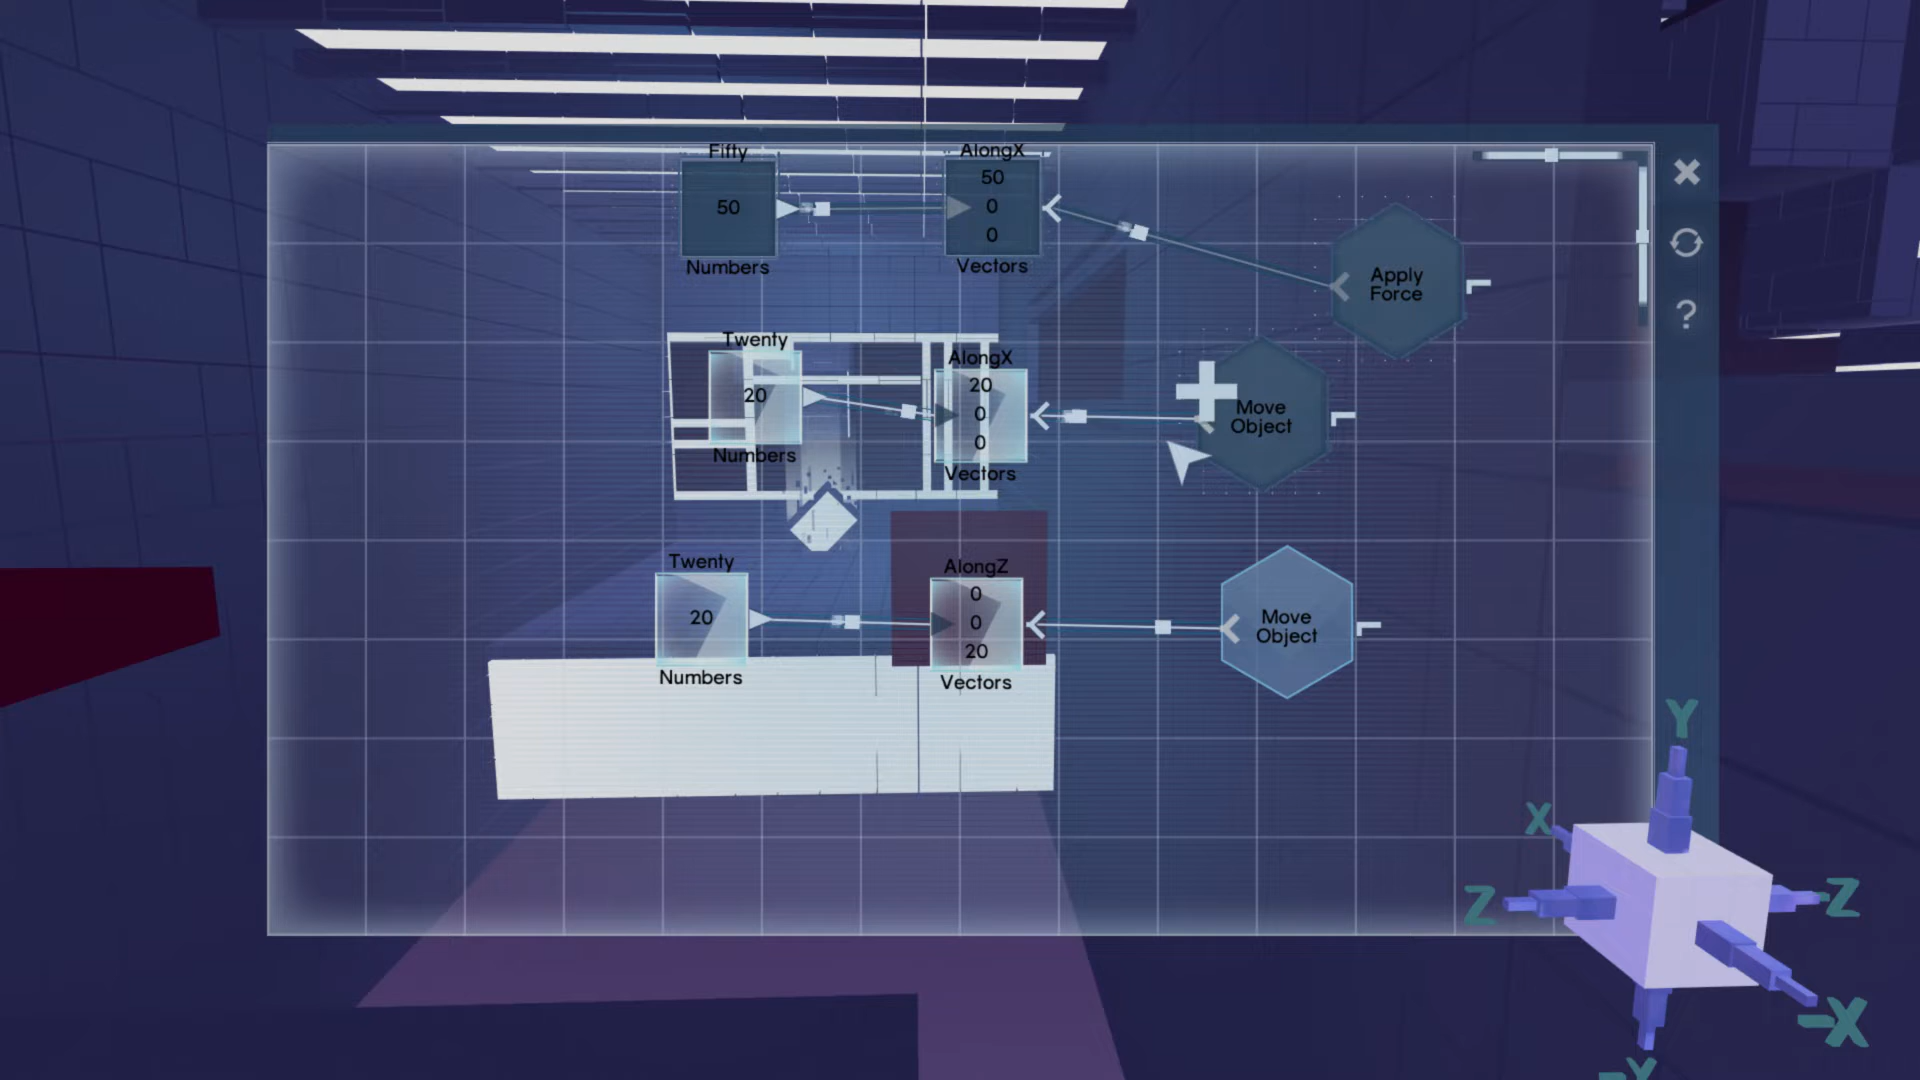 Fifty
50
Numbers
AlongX
50
0
0
Vectors
Apply
Force
Twenty
20
Numbers
AlongX
20
0
0
Vectors
Move
Object
Twenty
20
Numbers
AlongZ
0
0
20
Vectors
Move
Object
?
Y
X
Z
-Z
-X
-Y